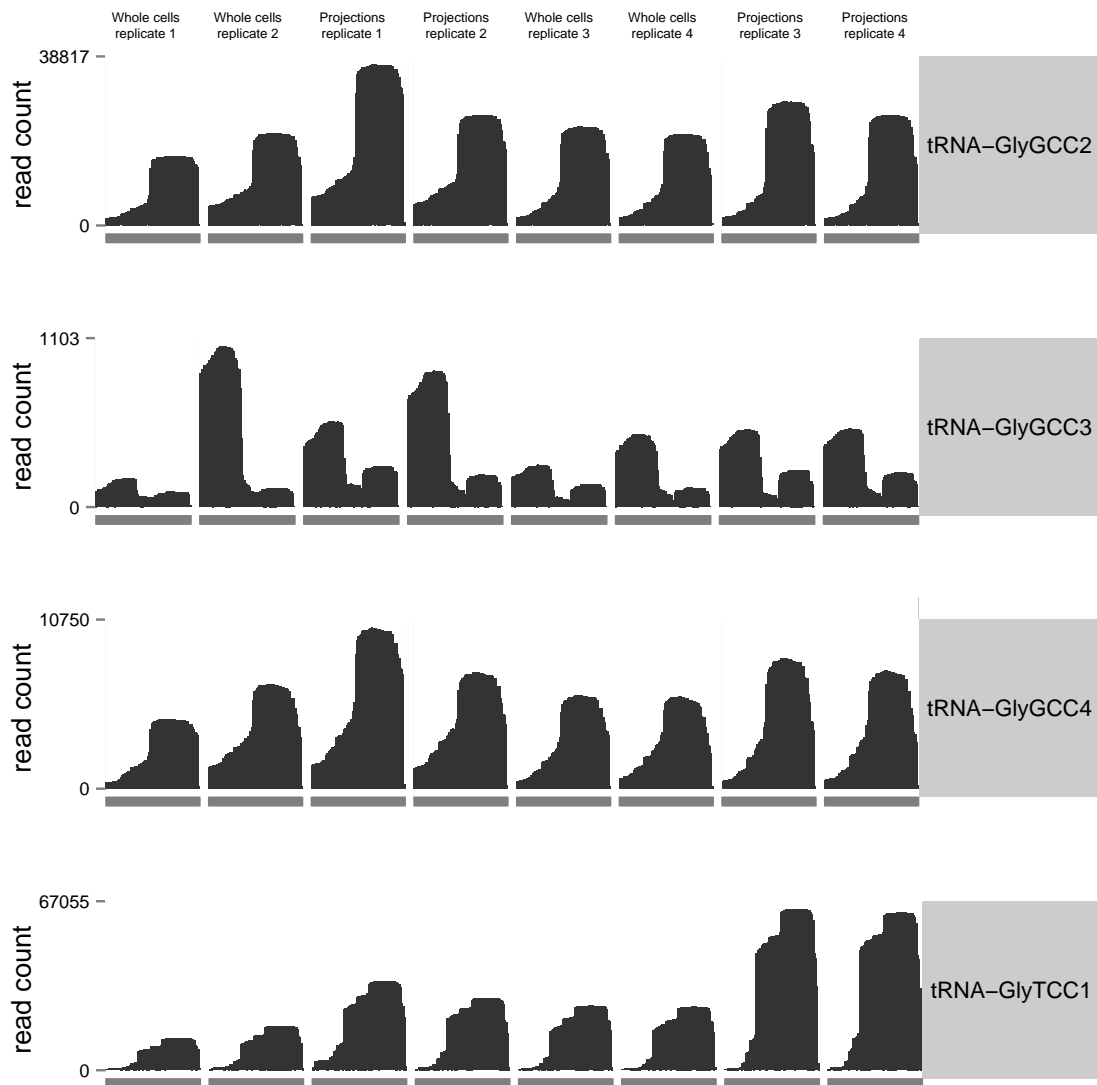 Whole cells
replicate 1
Whole cells
replicate 2
Projections
replicate 1
Projections
replicate 2
Whole cells
replicate 3
Whole cells
replicate 4
Projections
replicate 3
Projections
replicate 4
38817
read count
0
tRNA−GlyGCC2
1103
read count
0
tRNA−GlyGCC3
10750
read count
0
tRNA−GlyGCC4
67055
read count
0
tRNA−GlyTCC1